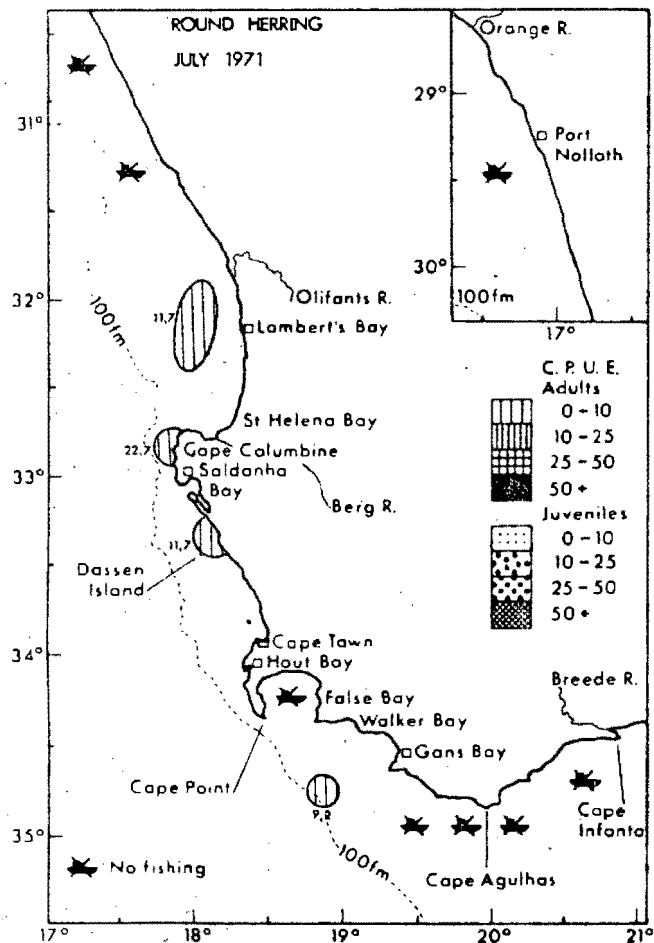 ROUND HERRING
JULY 1971
Orange R.
29°
Port
Nolloth
30°
100fm
17°
31°
32°
33°
34°
35°
100fm
11,7
Olifants R.
Lambert's Bay
St Helena Bay
22,7
Cape Columbine
Saldanha
Bay
Berg R.
11,7
Dassen
Island
Cape Town
Hout Bay
False Bay
Walker Bay
Gans Bay
Breede R.
Cape Point
9,8
100fm
Cape
Infanta
Cape Agulhas
C. P. U. E.
Adults
0-10
10-25
25-50
50+
Juveniles
0-10
10-25
25-50
50+
No fishing
17°
18°
19°
20°
21°